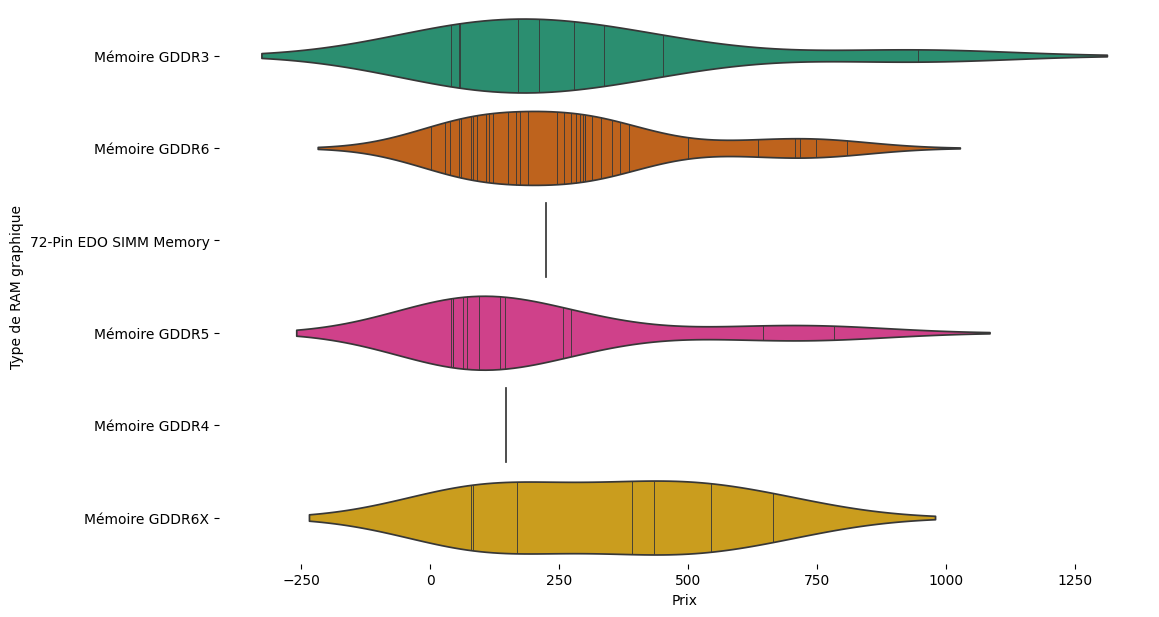 Type de RAM graphique
Mémoire GDDR3
Mémoire GDDR6
72-Pin EDO SIMM Memory
Mémoire GDDR5
Mémoire GDDR4
Mémoire GDDR6X
−250 0 250 500 750 1000 1250
Prix